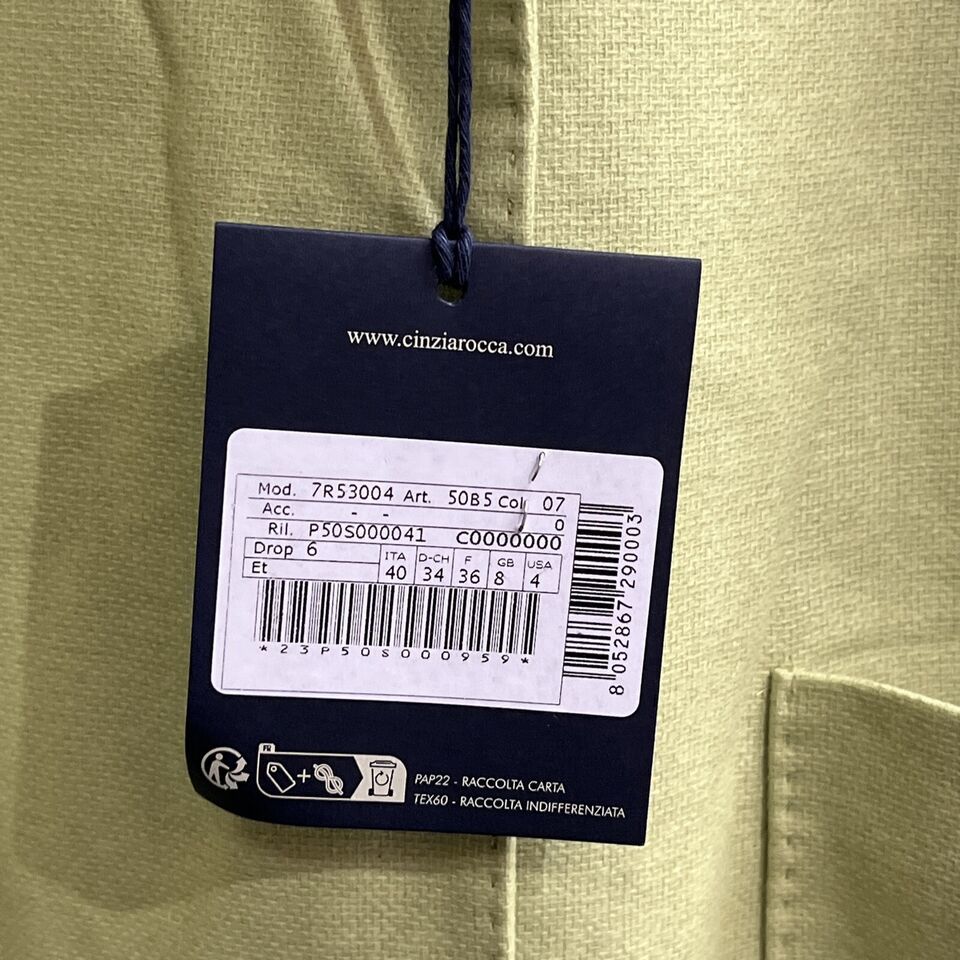 www.cinziarocca.com
Mod. 7R53004 Art. 50B5 Col 07
Acc. - - 0
Ril. P50S000041 C0000000
Drop 6
Et
ITA D-CH F GB USA
40 34 36 8 4
*23P50S000959*
8 052867 290003
FR
PAP22 - RACCOLTA CARTA
TEX60 - RACCOLTA INDIFFERENZIATA